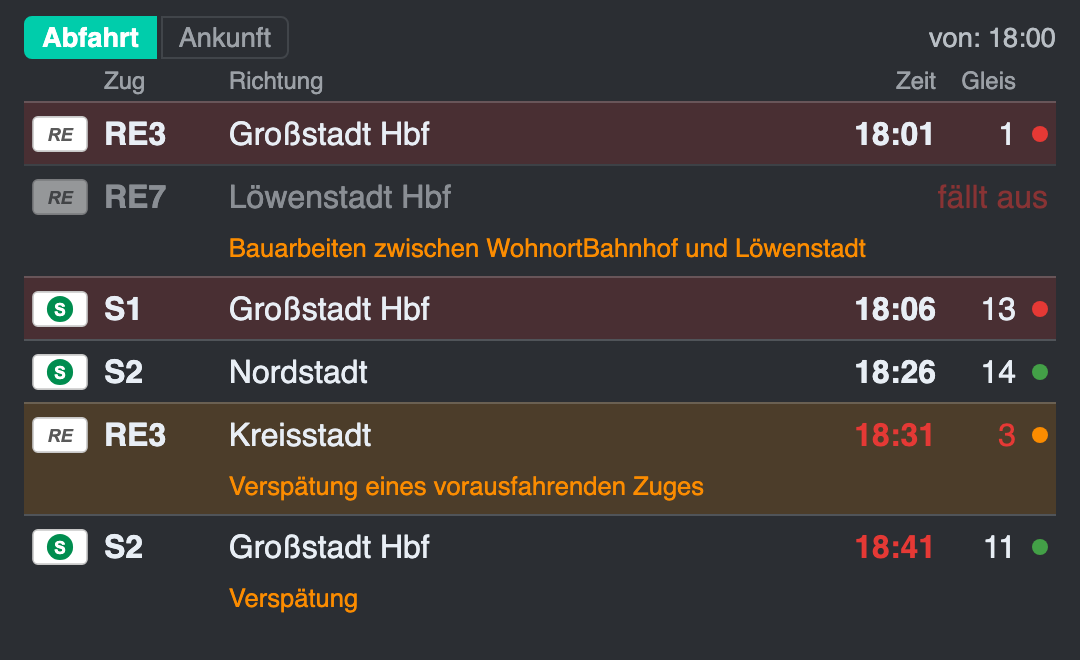 Abfahrt Ankunft von: 18:00
Zug Richtung Zeit Gleis
RE RE3 Großstadt Hbf 18:01 1
RE RE7 Löwenstadt Hbf fällt aus
Bauarbeiten zwischen WohnortBahnhof und Löwenstadt
S S1 Großstadt Hbf 18:06 13
S S2 Nordstadt 18:26 14
RE RE3 Kreisstadt 18:31 3
Verspätung eines vorausfahrenden Zuges
S S2 Großstadt Hbf 18:41 11
Verspätung